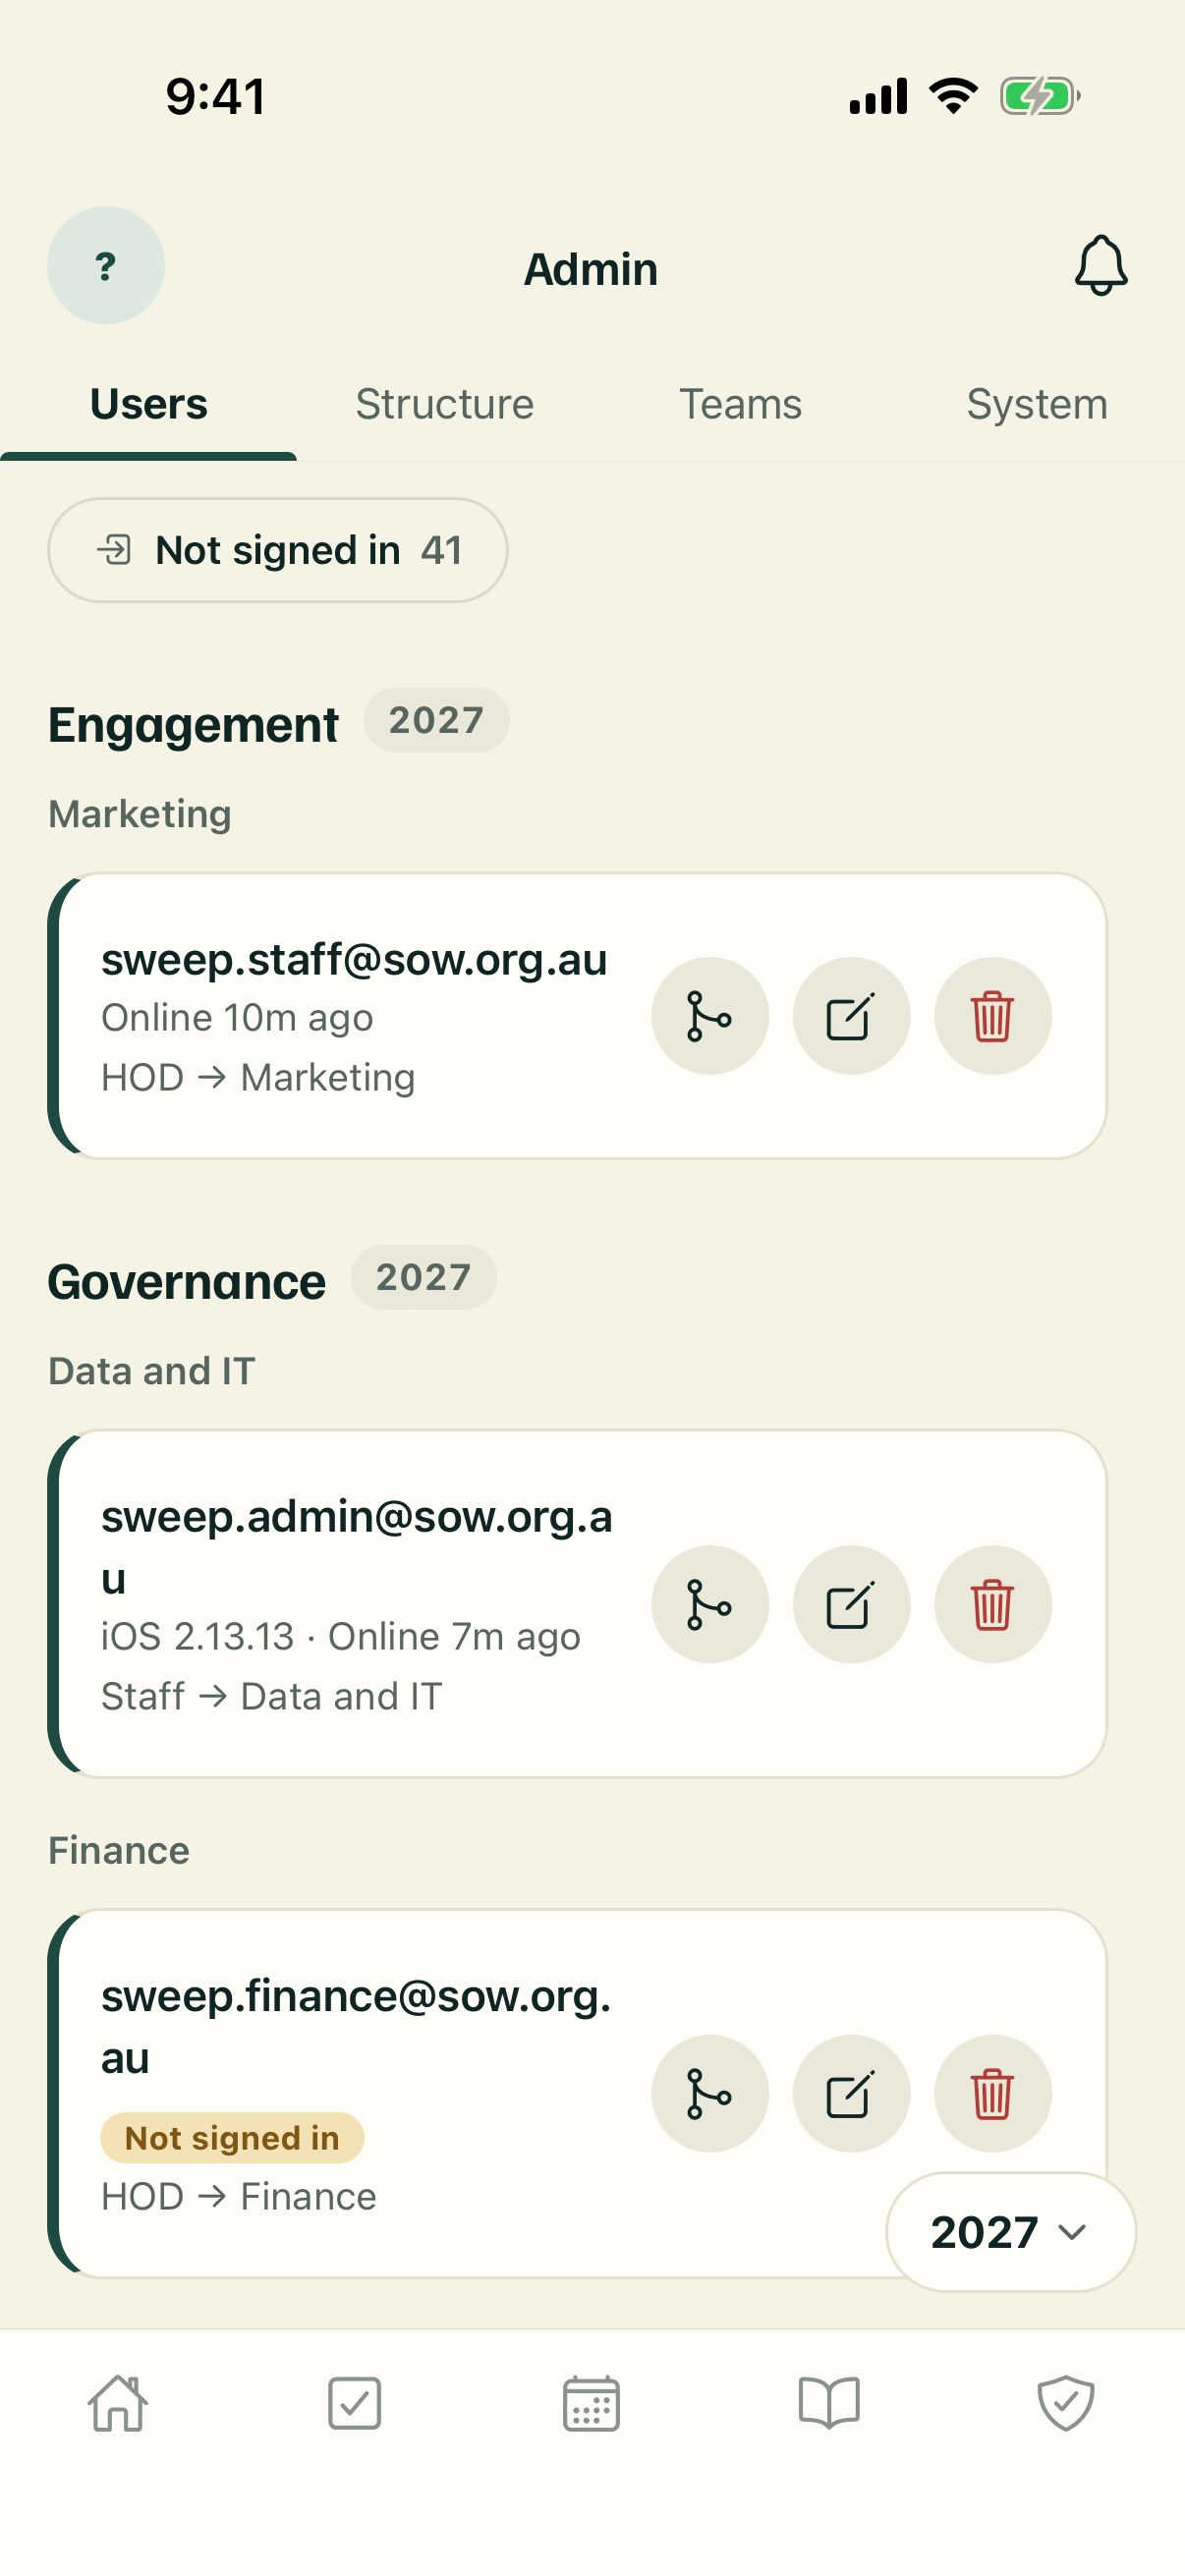 9:41
?
Admin
Users
Structure
Teams
System
Not signed in 41
Engagement 2027
Marketing
sweep.staff@sow.org.au
Online 10m ago
HOD → Marketing
Governance 2027
Data and IT
sweep.admin@sow.org.a
u
iOS 2.13.13 · Online 7m ago
Staff → Data and IT
Finance
sweep.finance@sow.org.
au
Not signed in
HOD → Finance
2027